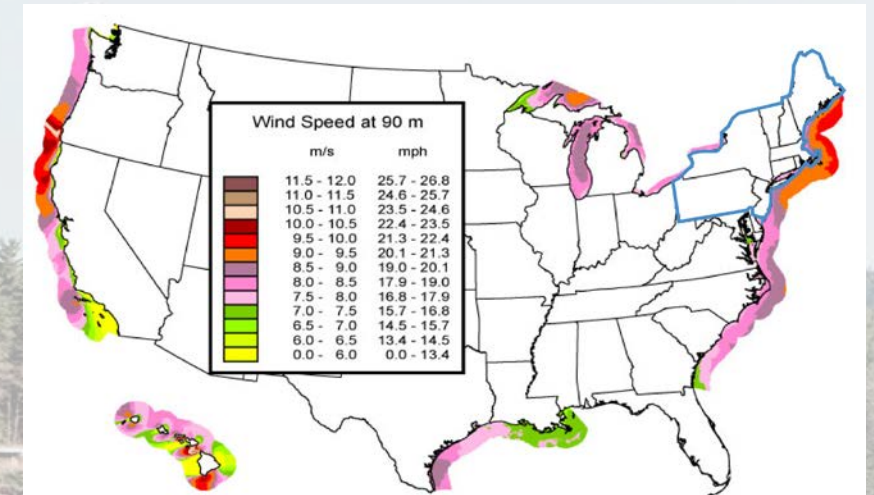 Wind Speed at 90 m
m/s mph
11.5 - 12.0 25.7 - 26.8
11.0 - 11.5 24.6 - 25.7
10.5 - 11.0 23.5 - 24.6
10.0 - 10.5 22.4 - 23.5
9.5 - 10.0 21.3 - 22.4
9.0 - 9.5 20.1 - 21.3
8.5 - 9.0 19.0 - 20.1
8.0 - 8.5 17.9 - 19.0
7.5 - 8.0 16.8 - 17.9
7.0 - 7.5 15.7 - 16.8
6.5 - 7.0 14.5 - 15.7
6.0 - 6.5 13.4 - 14.5
0.0 - 6.0 0.0 - 13.4